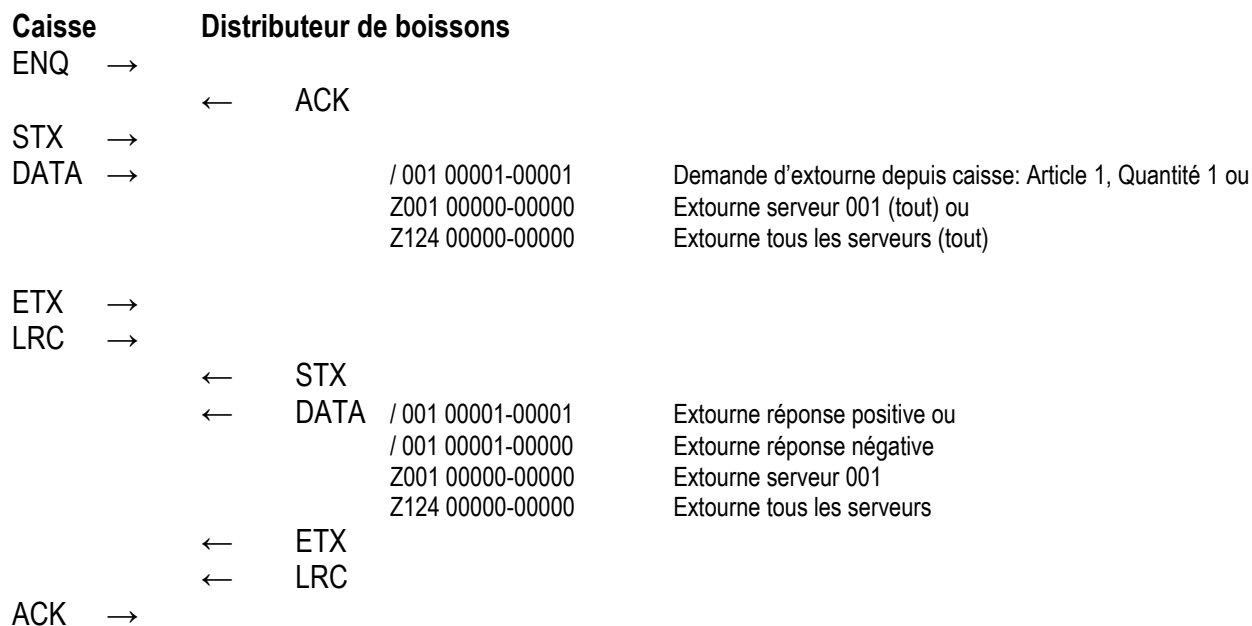 Caisse Distributeur de boissons
ENQ →
← ACK
STX →
DATA → / 001 00001-00001 Demande d'extourne depuis caisse: Article 1, Quantité 1 ou
Z001 00000-00000 Extourne serveur 001 (tout) ou
Z124 00000-00000 Extourne tous les serveurs (tout)
ETX →
LRC →
← STX
← DATA / 001 00001-00001 Extourne réponse positive ou
/ 001 00001-00000 Extourne réponse négative
Z001 00000-00000 Extourne serveur 001
Z124 00000-00000 Extourne tous les serveurs
← ETX
← LRC
ACK →